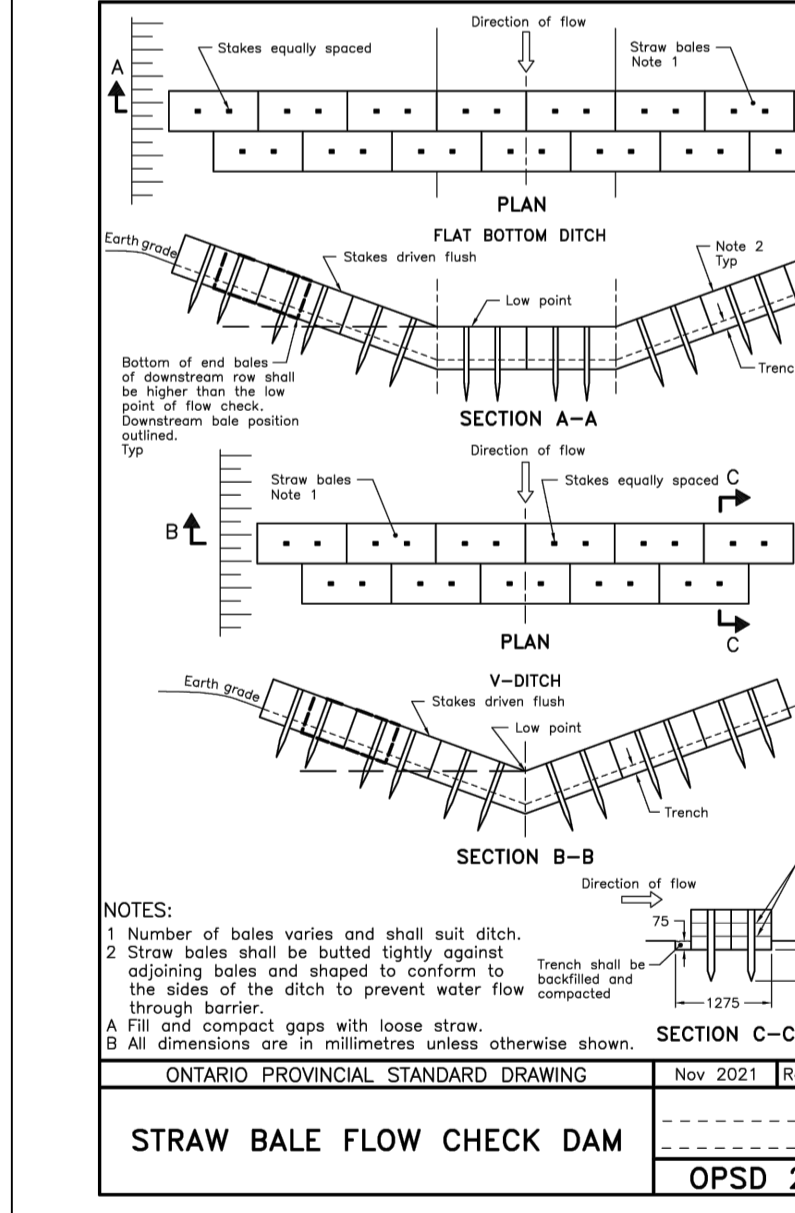 Direction of flow
Stakes equally spaced
Straw bales
Note 1
A
PLAN
FLAT BOTTOM DITCH
Earth grade
Stakes driven flush
Note 2
Typ
Low point
Bottom of end bales
of downstream row shall
be higher than the low
point of flow check.
Downstream bale position
outlined.
Typ
SECTION A-A
Direction of flow
Straw bales
Note 1
Stakes equally spaced
C
B
PLAN
C
V-DITCH
Earth grade
Stakes driven flush
Low point
Trench
SECTION B-B
Direction of flow
75
Trench shall be
backfilled and
compacted
1275
SECTION C-C
NOTES:
1 Number of bales varies and shall suit ditch.
2 Straw bales shall be butted tightly against
adjoining bales and shaped to conform to
the sides of the ditch to prevent water flow
through barrier.
A Fill and compact gaps with loose straw.
B All dimensions are in millimetres unless otherwise shown.
ONTARIO PROVINCIAL STANDARD DRAWING
Nov 2021
STRAW BALE FLOW CHECK DAM
OPSD